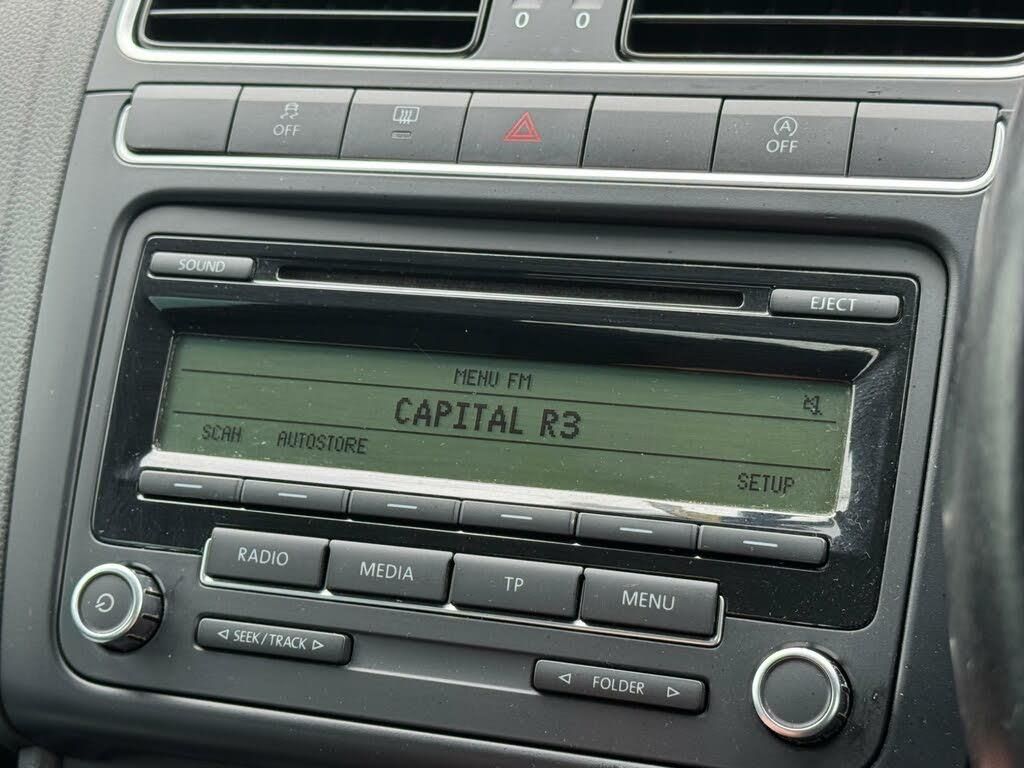 0 0
OFF
A
OFF
SOUND
EJECT
MENU FM
CAPITAL R3
SCAN AUTOSTORE
SETUP
RADIO MEDIA TP MENU
SEEK/TRACK
FOLDER